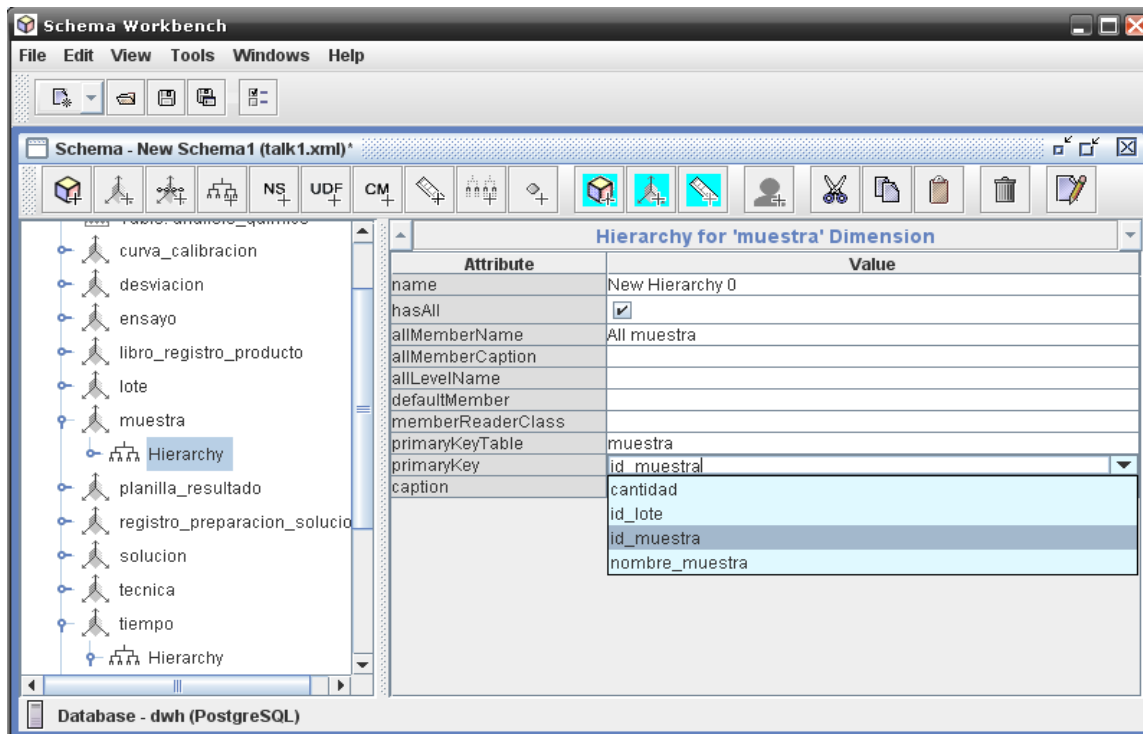 Schema Workbench
File Edit View Tools Windows Help
Schema - New Schema1 (talk1.xml)*
NS UDF CM
Table: analisis_quimico
curva_calibracion
desviacion
ensayo
libro_registro_producto
lote
muestra
Hierarchy
planilla_resultado
registro_preparacion_solucio
solucion
tecnica
tiempo
Hierarchy
Hierarchy for 'muestra' Dimension
Attribute Value
name New Hierarchy 0
hasAll
allMemberName All muestra
allMemberCaption
allLevelName
defaultMember
memberReaderClass
primaryKeyTable muestra
primaryKey id_muestra
caption
cantidad
id_lote
id_muestra
nombre_muestra
Database - dwh (PostgreSQL)